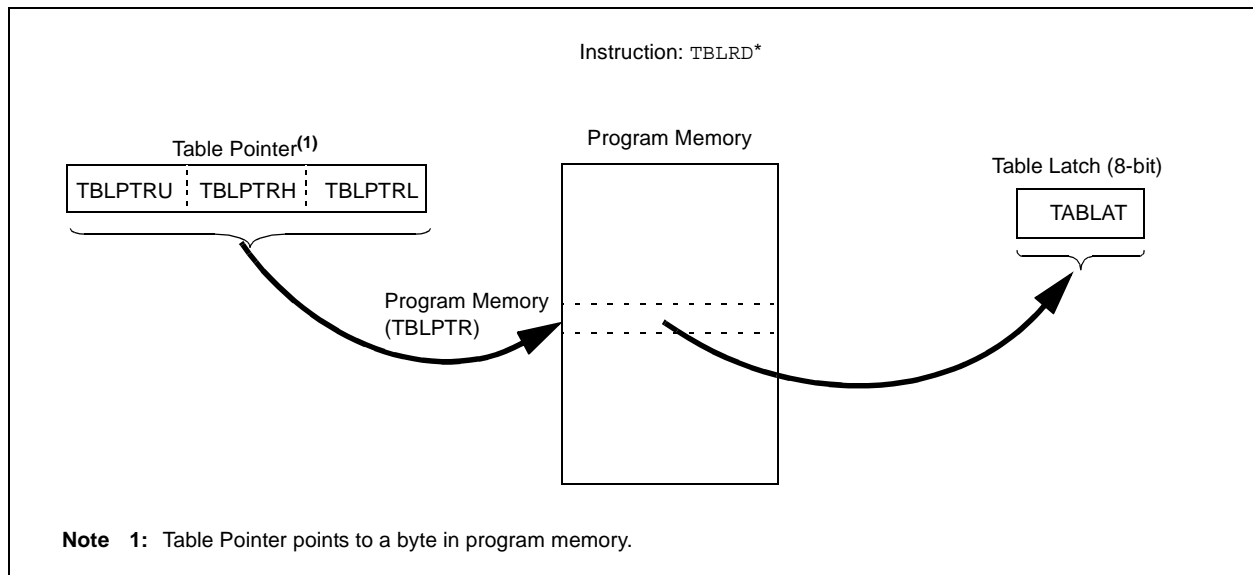 Instruction: TBLRD*
Table Pointer(1)
TBLPTRU TBLPTRH TBLPTRL
Program Memory
Table Latch (8-bit)
TABLAT
Program Memory
(TBLPTR)
Note 1: Table Pointer points to a byte in program memory.